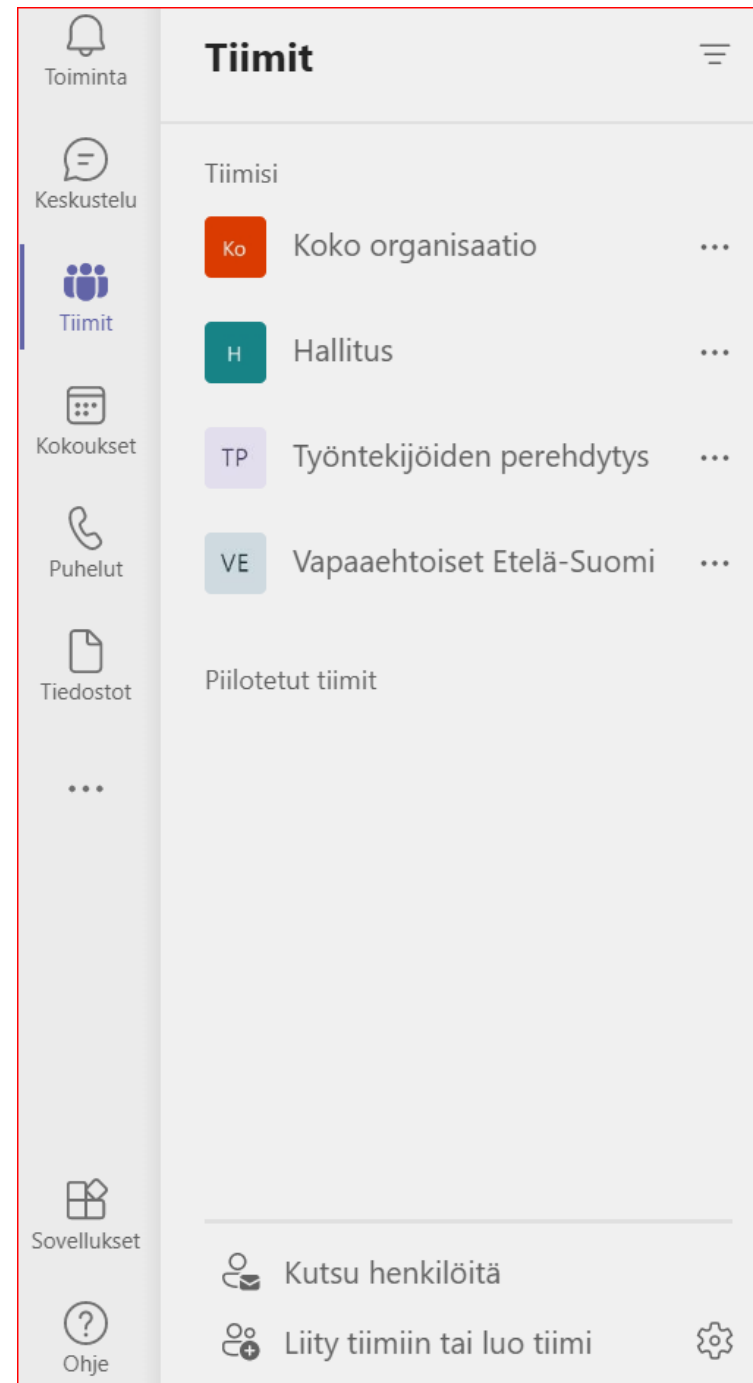 Toiminta
Keskustelu
Tiimit
Kokoukset
Puhelut
Tiedostot
Sovellukset
Ohje
Tiimit
Tiimisi
Ko Koko organisaatio
H Hallitus
TP Työntekijöiden perehdytys
VE Vapaaehtoiset Etelä-Suomi
Piilotetut tiimit
Kutsu henkilöitä
Liity tiimiin tai luo tiimi